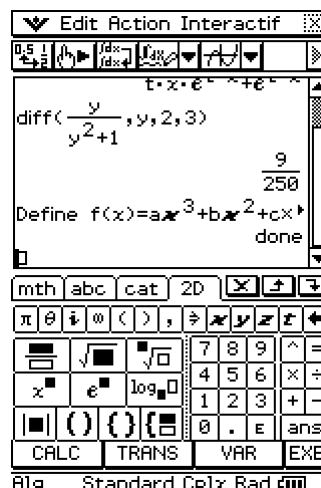 Edit Action Interactif
t·x·e
diff(y/y²+1,y,2,3)
9/250
Define f(x)=ax³+bx²+cx
done
mth abc cat 2D
π θ i ∞ ( ) , ⇒ x y z t
√■ 7 8 9 ^ =
x■ e■ log■□ 4 5 6 × ÷
1 2 3 + -
|■| () {} 0 . E ans
CALC TRANS VAR EXE
Alg Standard Cplx Rad